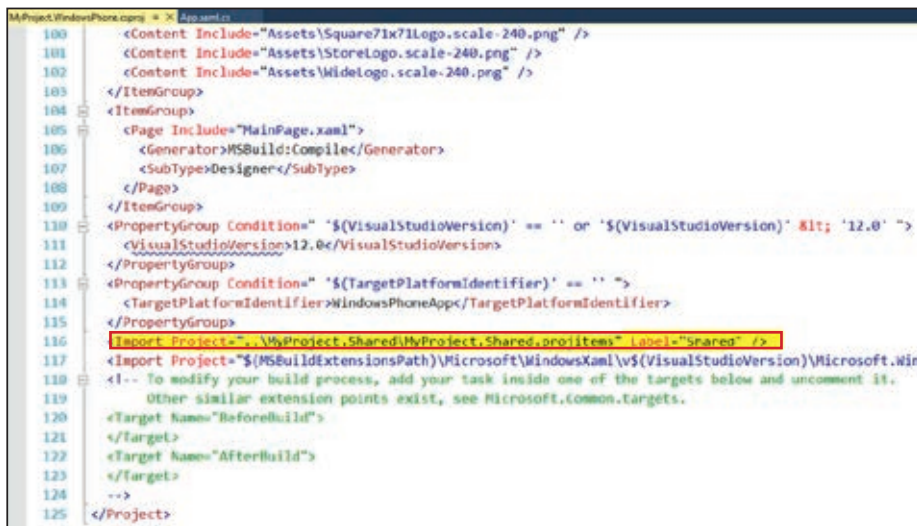 MyProject.WindowsPhone.csproj App.xaml.cs
100 <Content Include="Assets\Square71x71Logo.scale-240.png" />
101 <Content Include="Assets\StoreLogo.scale-240.png" />
102 <Content Include="Assets\WideLogo.scale-240.png" />
103 </ItemGroup>
104 <ItemGroup>
105 <Page Include="MainPage.xaml">
106 <Generator>MSBuild:Compile</Generator>
107 <SubType>Designer</SubType>
108 </Page>
109 </ItemGroup>
110 <PropertyGroup Condition=" '$(VisualStudioVersion)' == '' or '$(VisualStudioVersion)' &lt; '12.0' ">
111 <VisualStudioVersion>12.0</VisualStudioVersion>
112 </PropertyGroup>
113 <PropertyGroup Condition=" '$(TargetPlatformIdentifier)' == '' ">
114 <TargetPlatformIdentifier>WindowsPhoneApp</TargetPlatformIdentifier>
115 </PropertyGroup>
116 <Import Project="..\MyProject.Shared\MyProject.Shared.projitems" Label="Shared" />
117 <Import Project="$(MSBuildExtensionsPath)\Microsoft\WindowsXaml\v$(VisualStudioVersion)\Microsoft.Win
118 <!-- To modify your build process, add your task inside one of the targets below and uncomment it.
119 Other similar extension points exist, see Microsoft.Common.targets.
120 <Target Name="BeforeBuild">
121 </Target>
122 <Target Name="AfterBuild">
123 </Target>
124 -->
125 </Project>